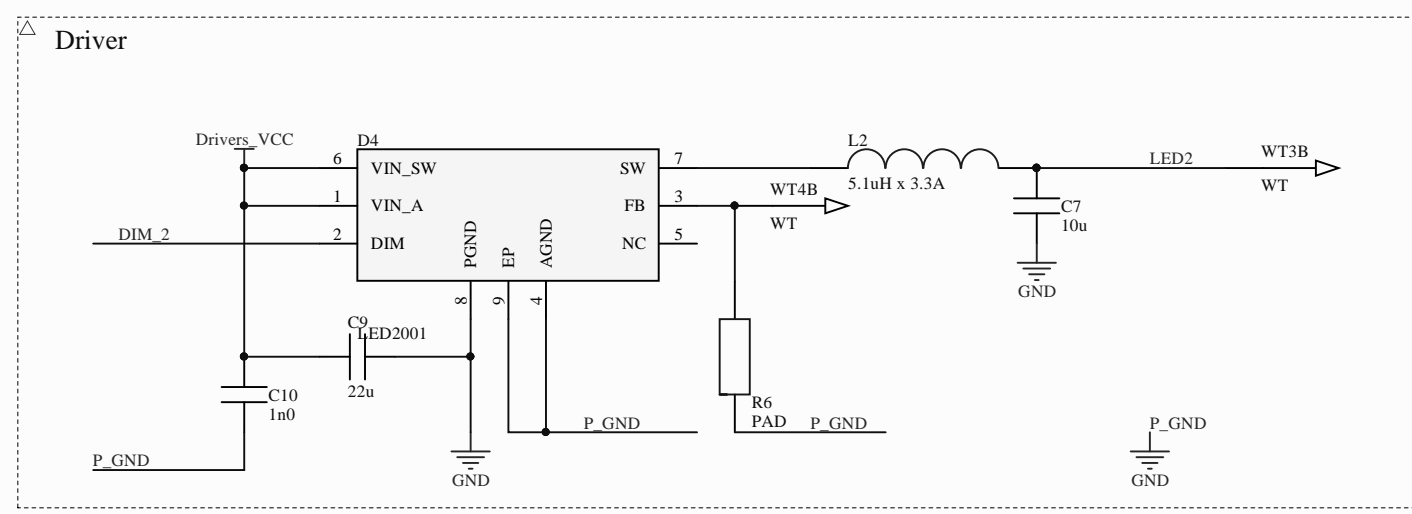 Driver
Drivers_VCC
D4
6
VIN_SW
1
VIN_A
DIM_2
2
DIM
PGND
EP
AGND
SW
7
FB
3
NC
5
8
9
4
L2
5.1uH x 3.3A
WT4B
WT
LED2
WT3B
WT
C7
10u
GND
C9
LED2001
22u
C10
1n0
P_GND
GND
P_GND
R6
PAD
P_GND
P_GND
GND